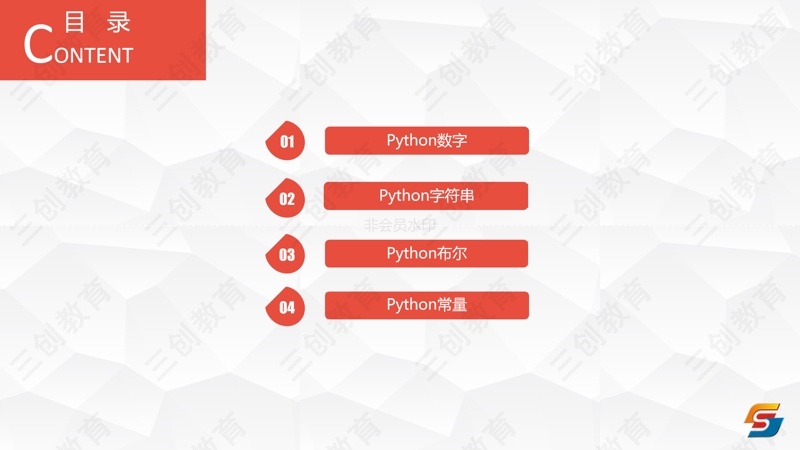 目 录
CONTENT
01 Python数字
02 Python字符串
非会员水印
03 Python布尔
04 Python常量
三创教育